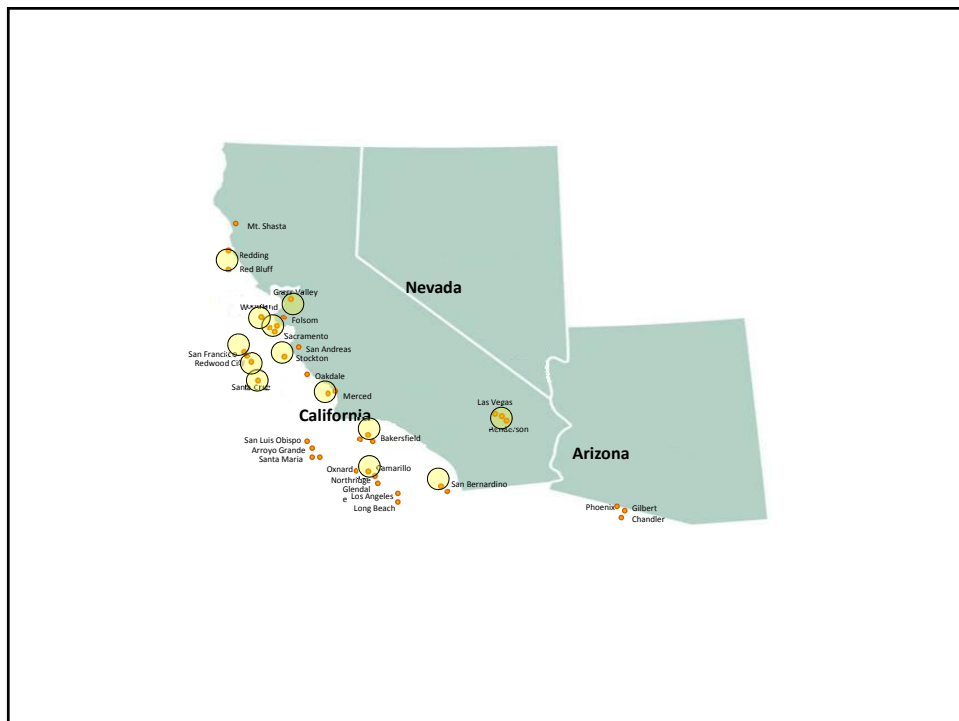 Mt. Shasta
Redding
Red Bluff
Nevada
Grass Valley
Woodland
Folsom
Sacramento
San Andreas
San Francisco
Stockton
Redwood City
Oakdale
Santa Cruz
Merced
Las Vegas
California
Henderson
San Luis Obispo
Bakersfield
Arroyo Grande
Arizona
Santa Maria
Oxnard
Camarillo
Northridge
San Bernardino
Glendal
e
Los Angeles
Long Beach
Phoenix
Gilbert
Chandler